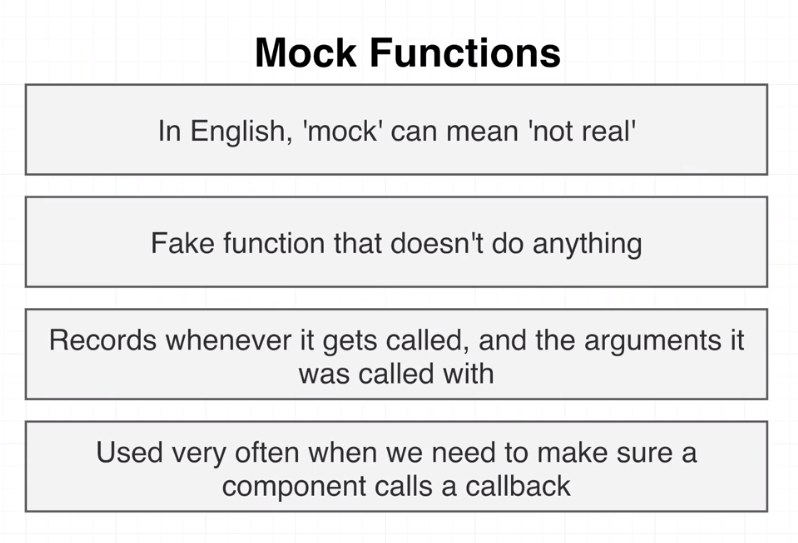 Mock Functions
In English, 'mock' can mean 'not real'
Fake function that doesn't do anything
Records whenever it gets called, and the arguments it
was called with
Used very often when we need to make sure a
component calls a callback